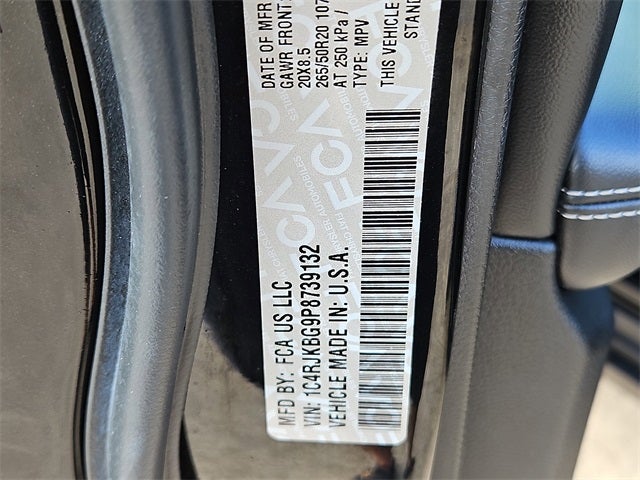 MFD BY: FCA US LLC
DATE OF MFR
VIN: 1C4RJKBG9P8739132
GAWR FRONT
20X8.5
VEHICLE MADE IN: U.S.A.
265/50R20 107
AT 250 kPa /
TYPE: MPV
THIS VEHICLE
STAND
FCA